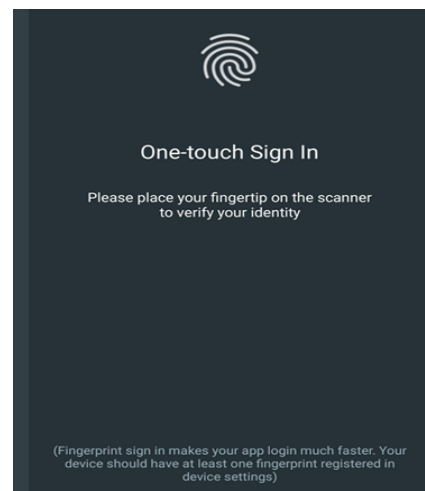 One-touch Sign In
Please place your fingertip on the scanner
to verify your identity
(Fingerprint sign in makes your app login much faster. Your
device should have at least one fingerprint registered in
device settings)